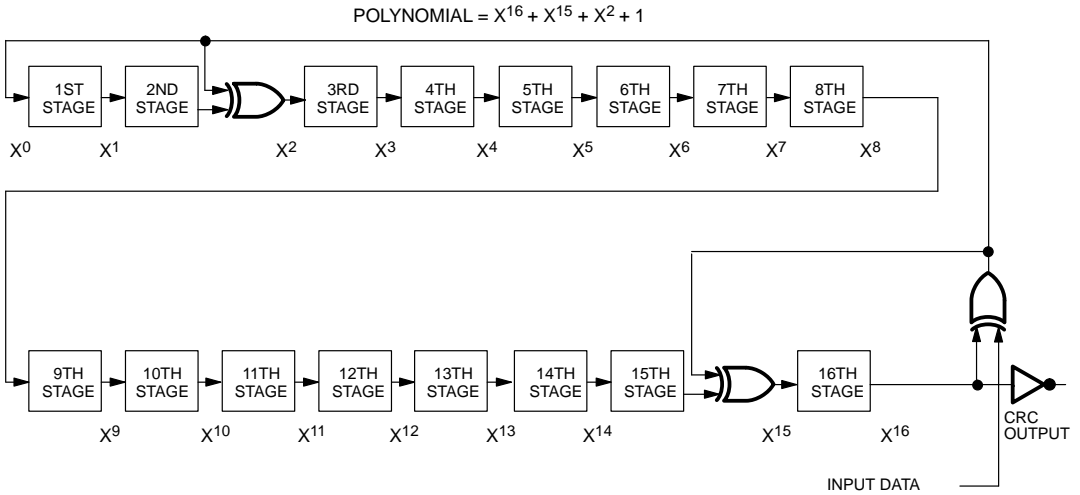 POLYNOMIAL = X¹⁶ + X¹⁵ + X² + 1
1ST STAGE
2ND STAGE
3RD STAGE
4TH STAGE
5TH STAGE
6TH STAGE
7TH STAGE
8TH STAGE
X⁰ X¹ X² X³ X⁴ X⁵ X⁶ X⁷ X⁸
9TH STAGE
10TH STAGE
11TH STAGE
12TH STAGE
13TH STAGE
14TH STAGE
15TH STAGE
16TH STAGE
X⁹ X¹⁰ X¹¹ X¹² X¹³ X¹⁴ X¹⁵ X¹⁶
CRC
OUTPUT
INPUT DATA